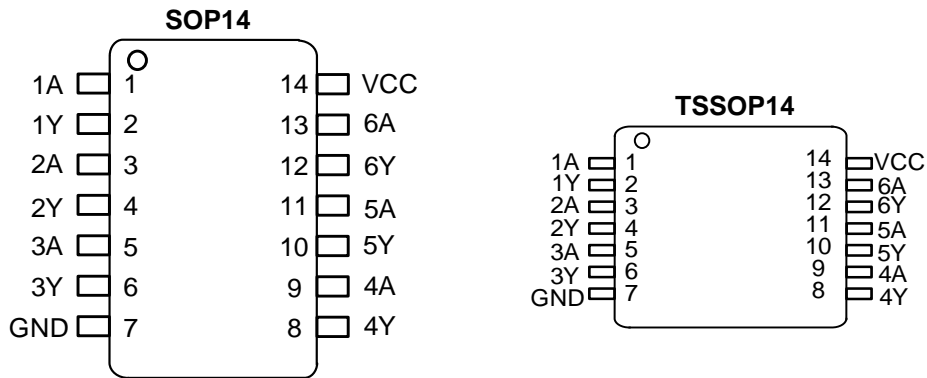 SOP14
1A 1 14 VCC
1Y 2 13 6A
2A 3 12 6Y
2Y 4 11 5A
3A 5 10 5Y
3Y 6 9 4A
GND 7 8 4Y
TSSOP14
1A 1 14 VCC
1Y 2 13 6A
2A 3 12 6Y
2Y 4 11 5A
3A 5 10 5Y
3Y 6 9 4A
GND 7 8 4Y